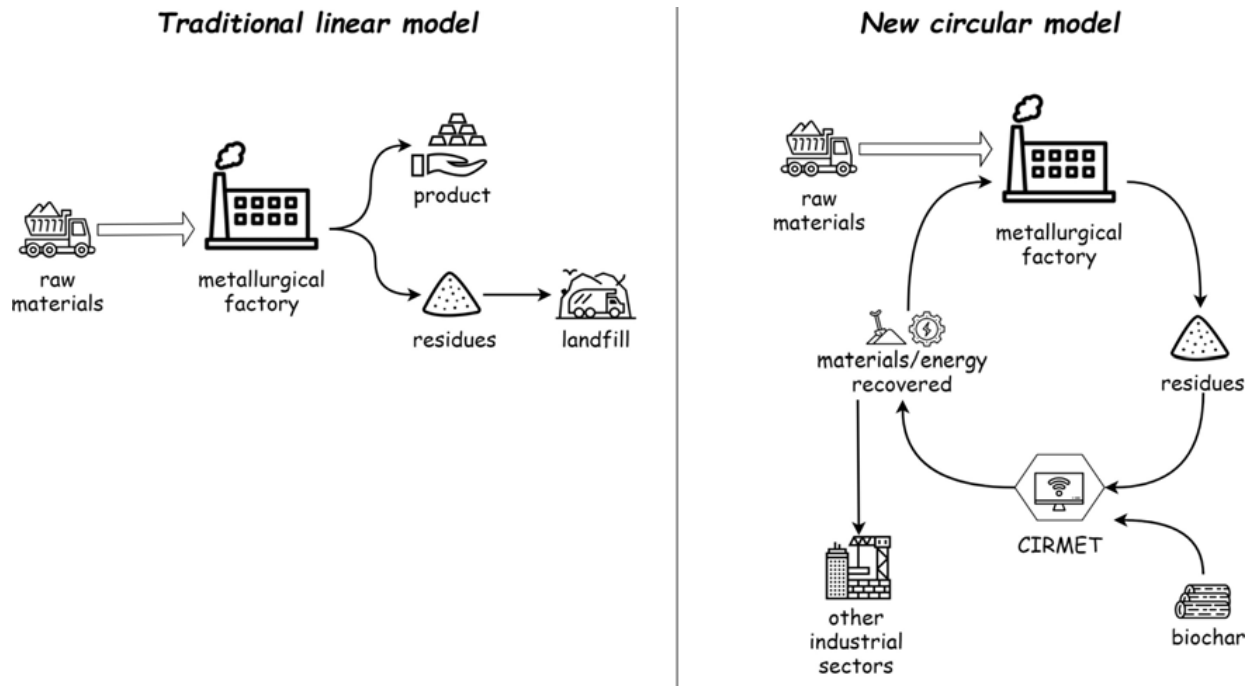 Traditional linear model
product
raw
materials
metallurgical
factory
residues
landfill
New circular model
raw
materials
metallurgical
factory
materials/energy
recovered
residues
CIRMET
other
industrial
sectors
biochar